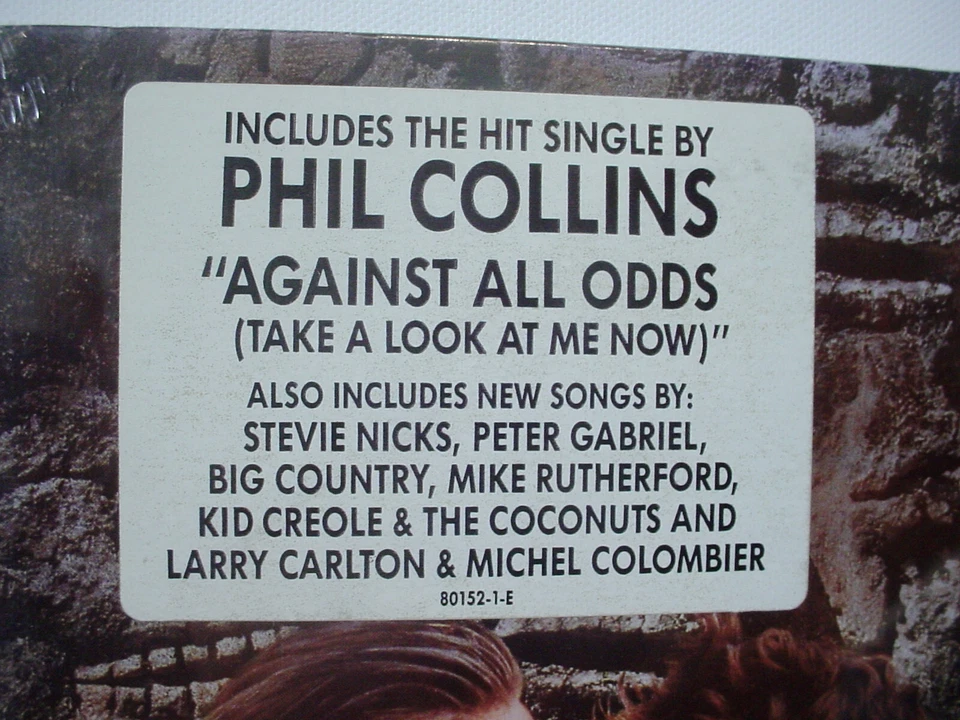 INCLUDES THE HIT SINGLE BY
PHIL COLLINS
"AGAINST ALL ODDS
(TAKE A LOOK AT ME NOW)"
ALSO INCLUDES NEW SONGS BY:
STEVIE NICKS, PETER GABRIEL,
BIG COUNTRY, MIKE RUTHERFORD,
KID CREOLE & THE COCONUTS AND
LARRY CARLTON & MICHEL COLOMBIER
80152-1-E